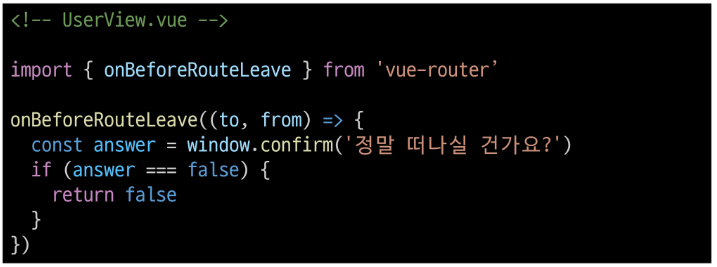 <!-- UserView.vue -->
import { onBeforeRouteLeave } from 'vue-router’
onBeforeRouteLeave((to, from) => {
  const answer = window.confirm('정말 떠나실 건가요?')
  if (answer === false) {
    return false
  }
})